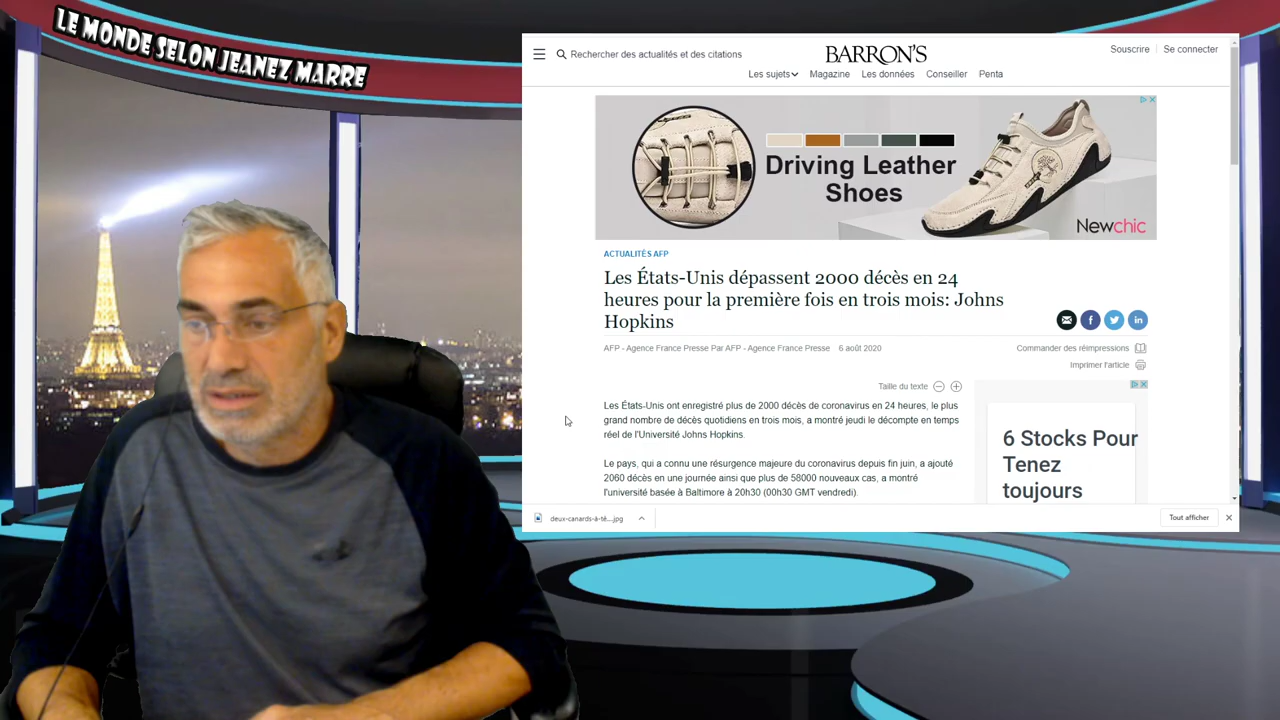 LE MONDE SELON JEANEZ MARRE
Rechercher des actualités et des citations
BARRON'S
Souscrire | Se connecter
Les sujets Magazine Les données Conseiller Penta
Driving Leather
Shoes
Newchic
ACTUALITÉS AFP
Les États-Unis dépassent 2000 décès en 24
heures pour la première fois en trois mois: Johns
Hopkins
AFP - Agence France Presse Par AFP - Agence France Presse 6 août 2020
Commander des réimpressions
Imprimer l'article
Taille du texte
Les États-Unis ont enregistré plus de 2000 décès de coronavirus en 24 heures, le plus
grand nombre de décès quotidiens en trois mois, a montré jeudi le décompte en temps
réel de l'Université Johns Hopkins.
Le pays, qui a connu une résurgence majeure du coronavirus depuis fin juin, a ajouté
2060 décès en une journée ainsi que plus de 58000 nouveaux cas, a montré
l'université basée à Baltimore à 20h30 (00h30 GMT vendredi).
6 Stocks Pour
Tenez
toujours
deux-canards-à-tê....jpg
Tout afficher